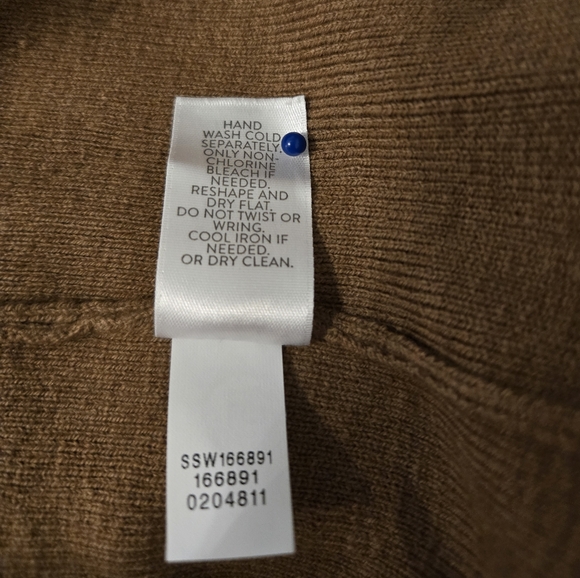 HAND
WASH COLD
SEPARATELY.
ONLY NON-
CHLORINE
BLEACH IF
NEEDED.
RESHAPE AND
DRY FLAT.
DO NOT TWIST OR
WRING.
COOL IRON IF
NEEDED.
OR DRY CLEAN.
SSW166891
166891
0204811